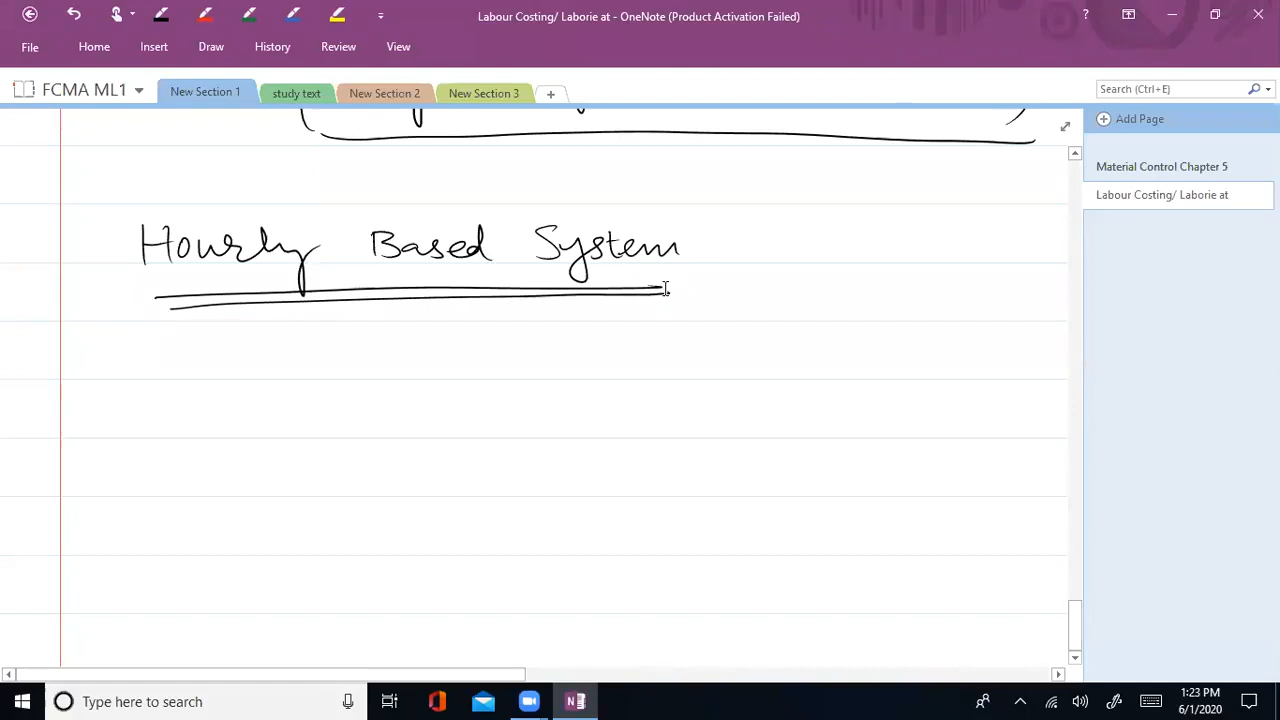 Labour Costing/ Laborie at - OneNote (Product Activation Failed)
?
File Home Insert Draw History Review View
FCMA ML1 New Section 1 study text New Section 2 New Section 3 +
Search (Ctrl+E)
Add Page
Material Control Chapter 5
Labour Costing/ Laborie at
Hourly Based System
Type here to search
1:23 PM
6/1/2020